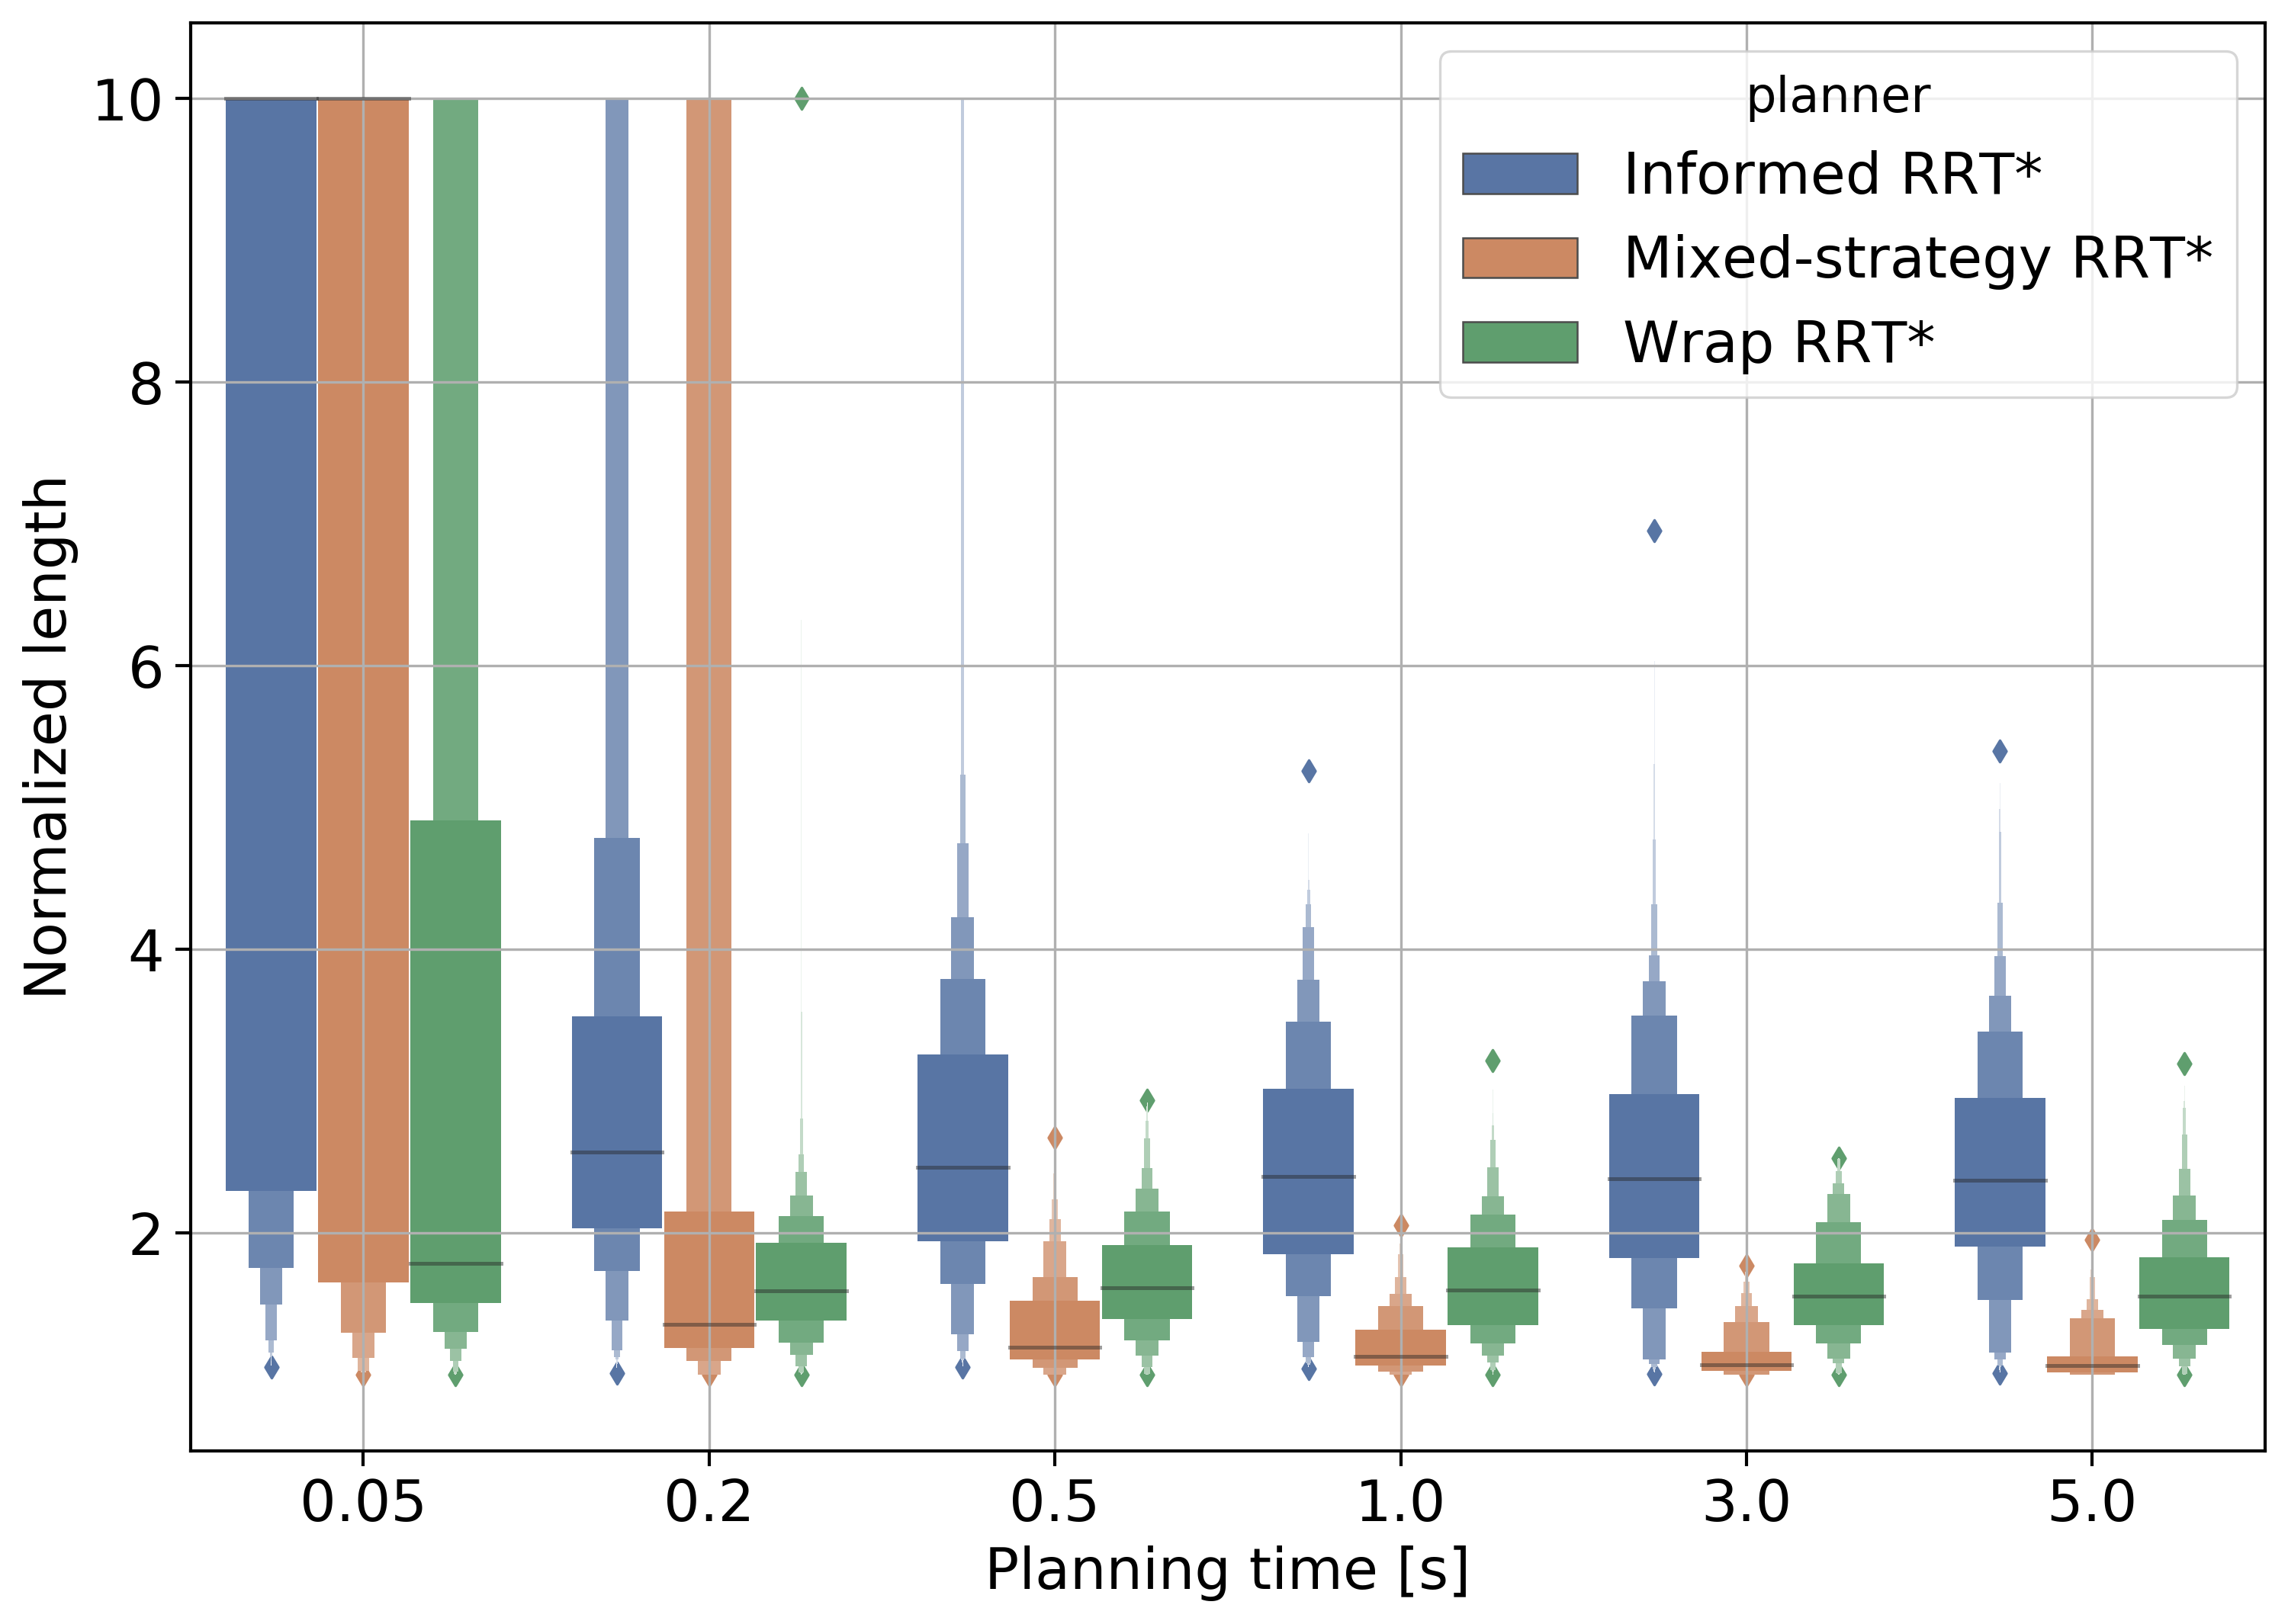 planner
Informed RRT*
Mixed-strategy RRT*
Wrap RRT*
Normalized length
10
8
6
4
2
0.05 0.2 0.5 1.0 3.0 5.0
Planning time [s]